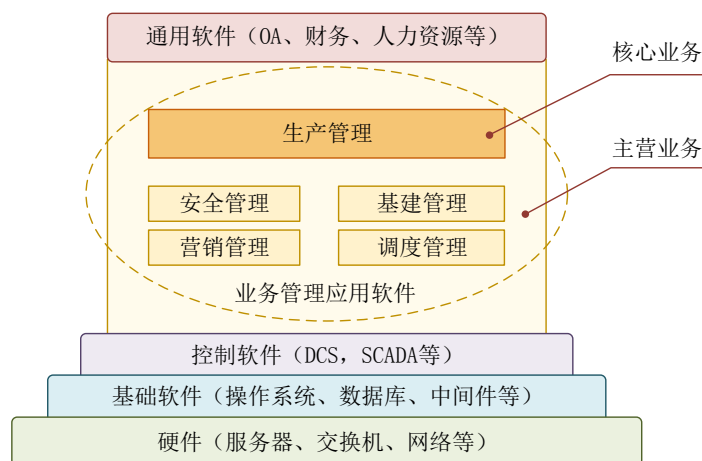 通用软件（OA、财务、人力资源等）
核心业务
生产管理
主营业务
安全管理
基建管理
营销管理
调度管理
业务管理应用软件
控制软件（DCS，SCADA等）
基础软件（操作系统、数据库、中间件等）
硬件（服务器、交换机、网络等）